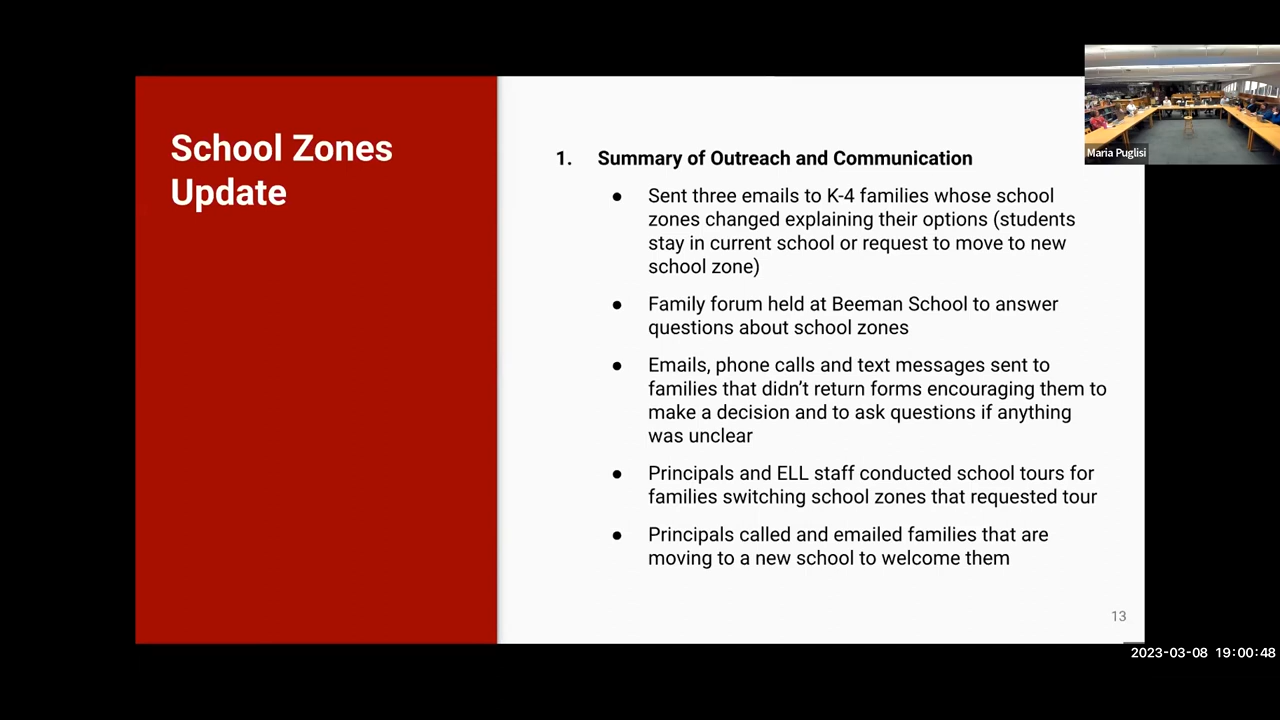 School Zones
Update
1. Summary of Outreach and Communication
● Sent three emails to K-4 families whose school
zones changed explaining their options (students
stay in current school or request to move to new
school zone)
● Family forum held at Beeman School to answer
questions about school zones
● Emails, phone calls and text messages sent to
families that didn’t return forms encouraging them to
make a decision and to ask questions if anything
was unclear
● Principals and ELL staff conducted school tours for
families switching school zones that requested tour
● Principals called and emailed families that are
moving to a new school to welcome them
13
Maria Puglisi
2023-03-08 19:00:48